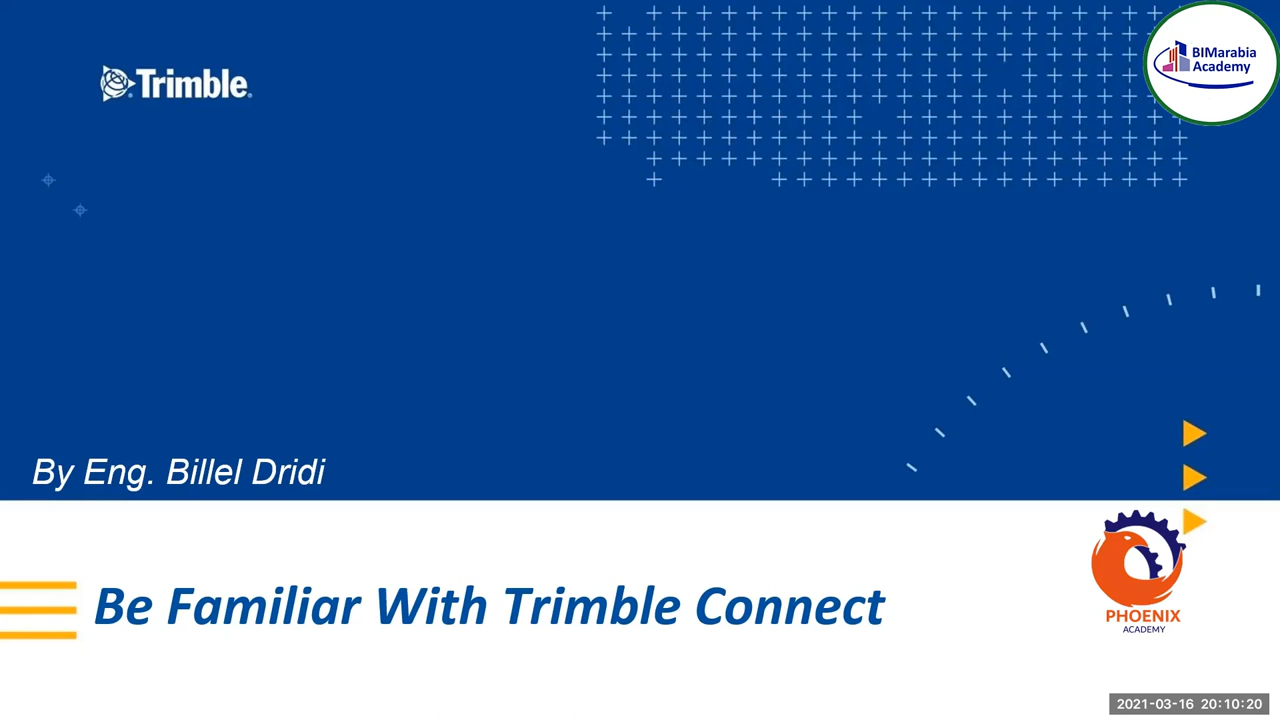 Trimble
BIMarabia
Academy
By Eng. Billel Dridi
Be Familiar With Trimble Connect
PHOENIX
ACADEMY
2021-03-16 20:10:20